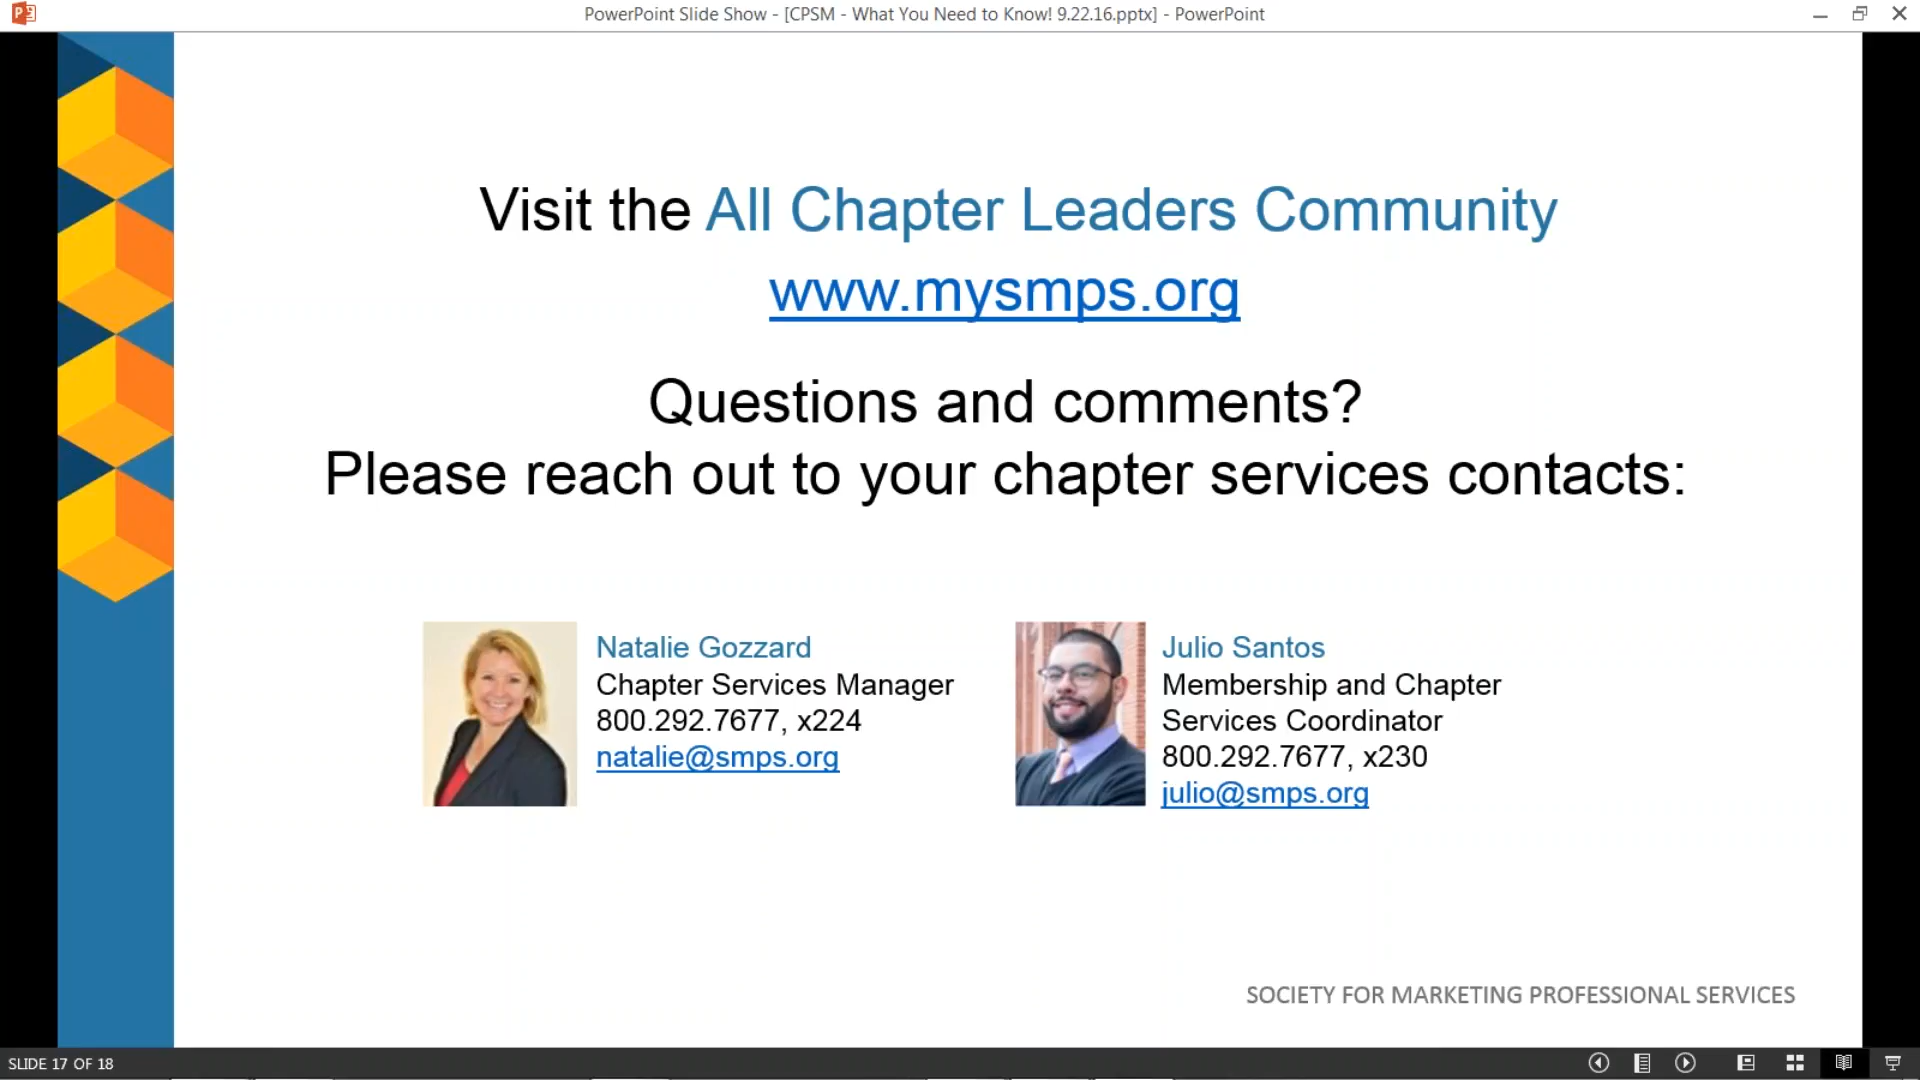 PowerPoint Slide Show - [CPSM - What You Need to Know! 9.22.16.pptx] - PowerPoint
Visit the All Chapter Leaders Community
www.mysmps.org
Questions and comments?
Please reach out to your chapter services contacts:
Natalie Gozzard
Chapter Services Manager
800.292.7677, x224
natalie@smps.org
Julio Santos
Membership and Chapter
Services Coordinator
800.292.7677, x230
julio@smps.org
SOCIETY FOR MARKETING PROFESSIONAL SERVICES
SLIDE 17 OF 18